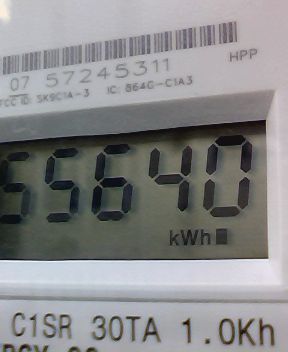 07 57245311
HPP
FCC ID: SK9C1A-3 IC: 864C-C1A3
55640
kWh
C1SR 30TA 1.0Kh